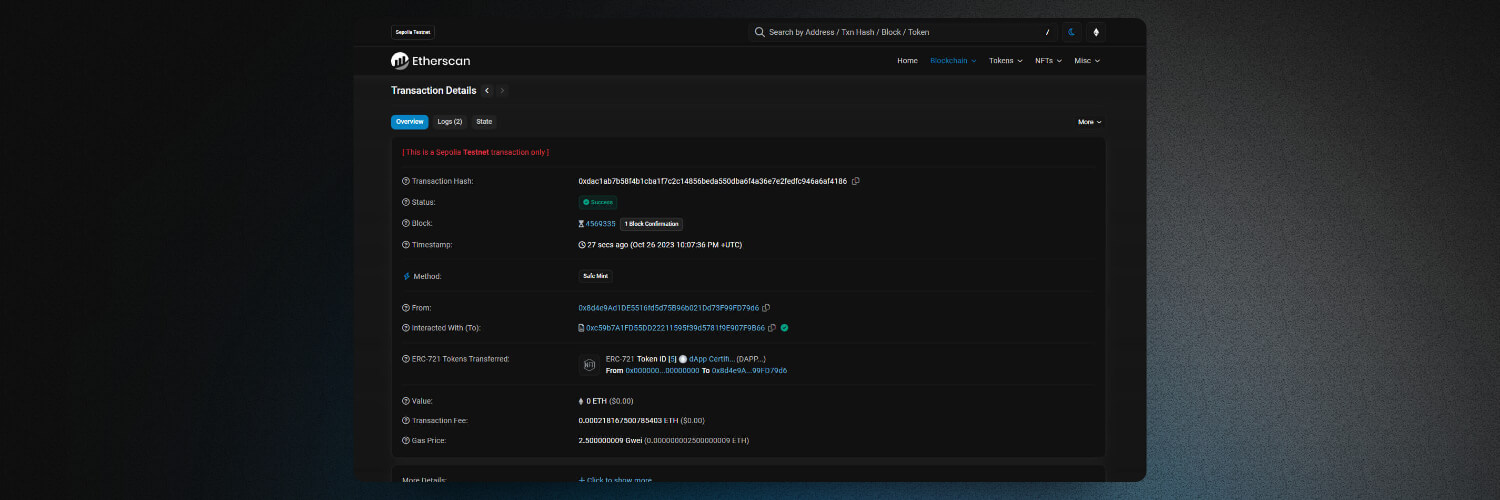 Sepolia Testnet
Search by Address / Txn Hash / Block / Token /
Etherscan
Home Blockchain Tokens NFTs Misc
Transaction Details
Overview Logs (2) State More
[ This is a Sepolia Testnet transaction only ]
Transaction Hash: 0xdac1ab7b58f4b1cba1f7c2c14856beda550dba6f4a36e7e2fedfc946a6af4186
Status: Success
Block: 4569335 1 Block Confirmation
Timestamp: 27 secs ago (Oct 26 2023 10:07:36 PM +UTC)
Method: Safe Mint
From: 0x8d4e9Ad1DE5516fd5d75B96b021Dd73F99FD79d6
Interacted With (To): 0xc59b7A1FD55DD22211595f39d5781f9E907F9B66
ERC-721 Tokens Transferred: NFT ERC-721 Token ID [5] dApp Certifi... (DAPP...)
From 0x000000...00000000 To 0x8d4e9A...99FD79d6
Value: 0 ETH ($0.00)
Transaction Fee: 0.000218167500785403 ETH ($0.00)
Gas Price: 2.500000009 Gwei (0.000000002500000009 ETH)
More Details: + Click to show more